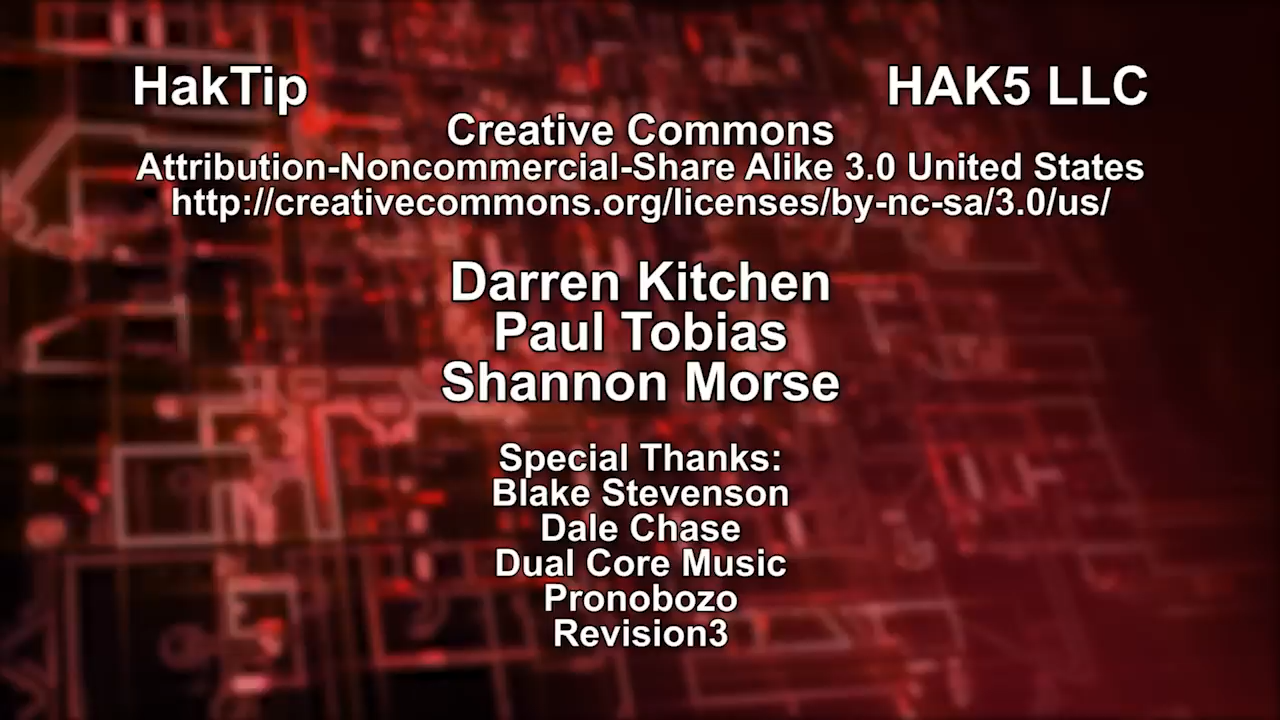 HakTip HAK5 LLC
Creative Commons
Attribution-Noncommercial-Share Alike 3.0 United States
http://creativecommons.org/licenses/by-nc-sa/3.0/us/
Darren Kitchen
Paul Tobias
Shannon Morse
Special Thanks:
Blake Stevenson
Dale Chase
Dual Core Music
Pronobozo
Revision3